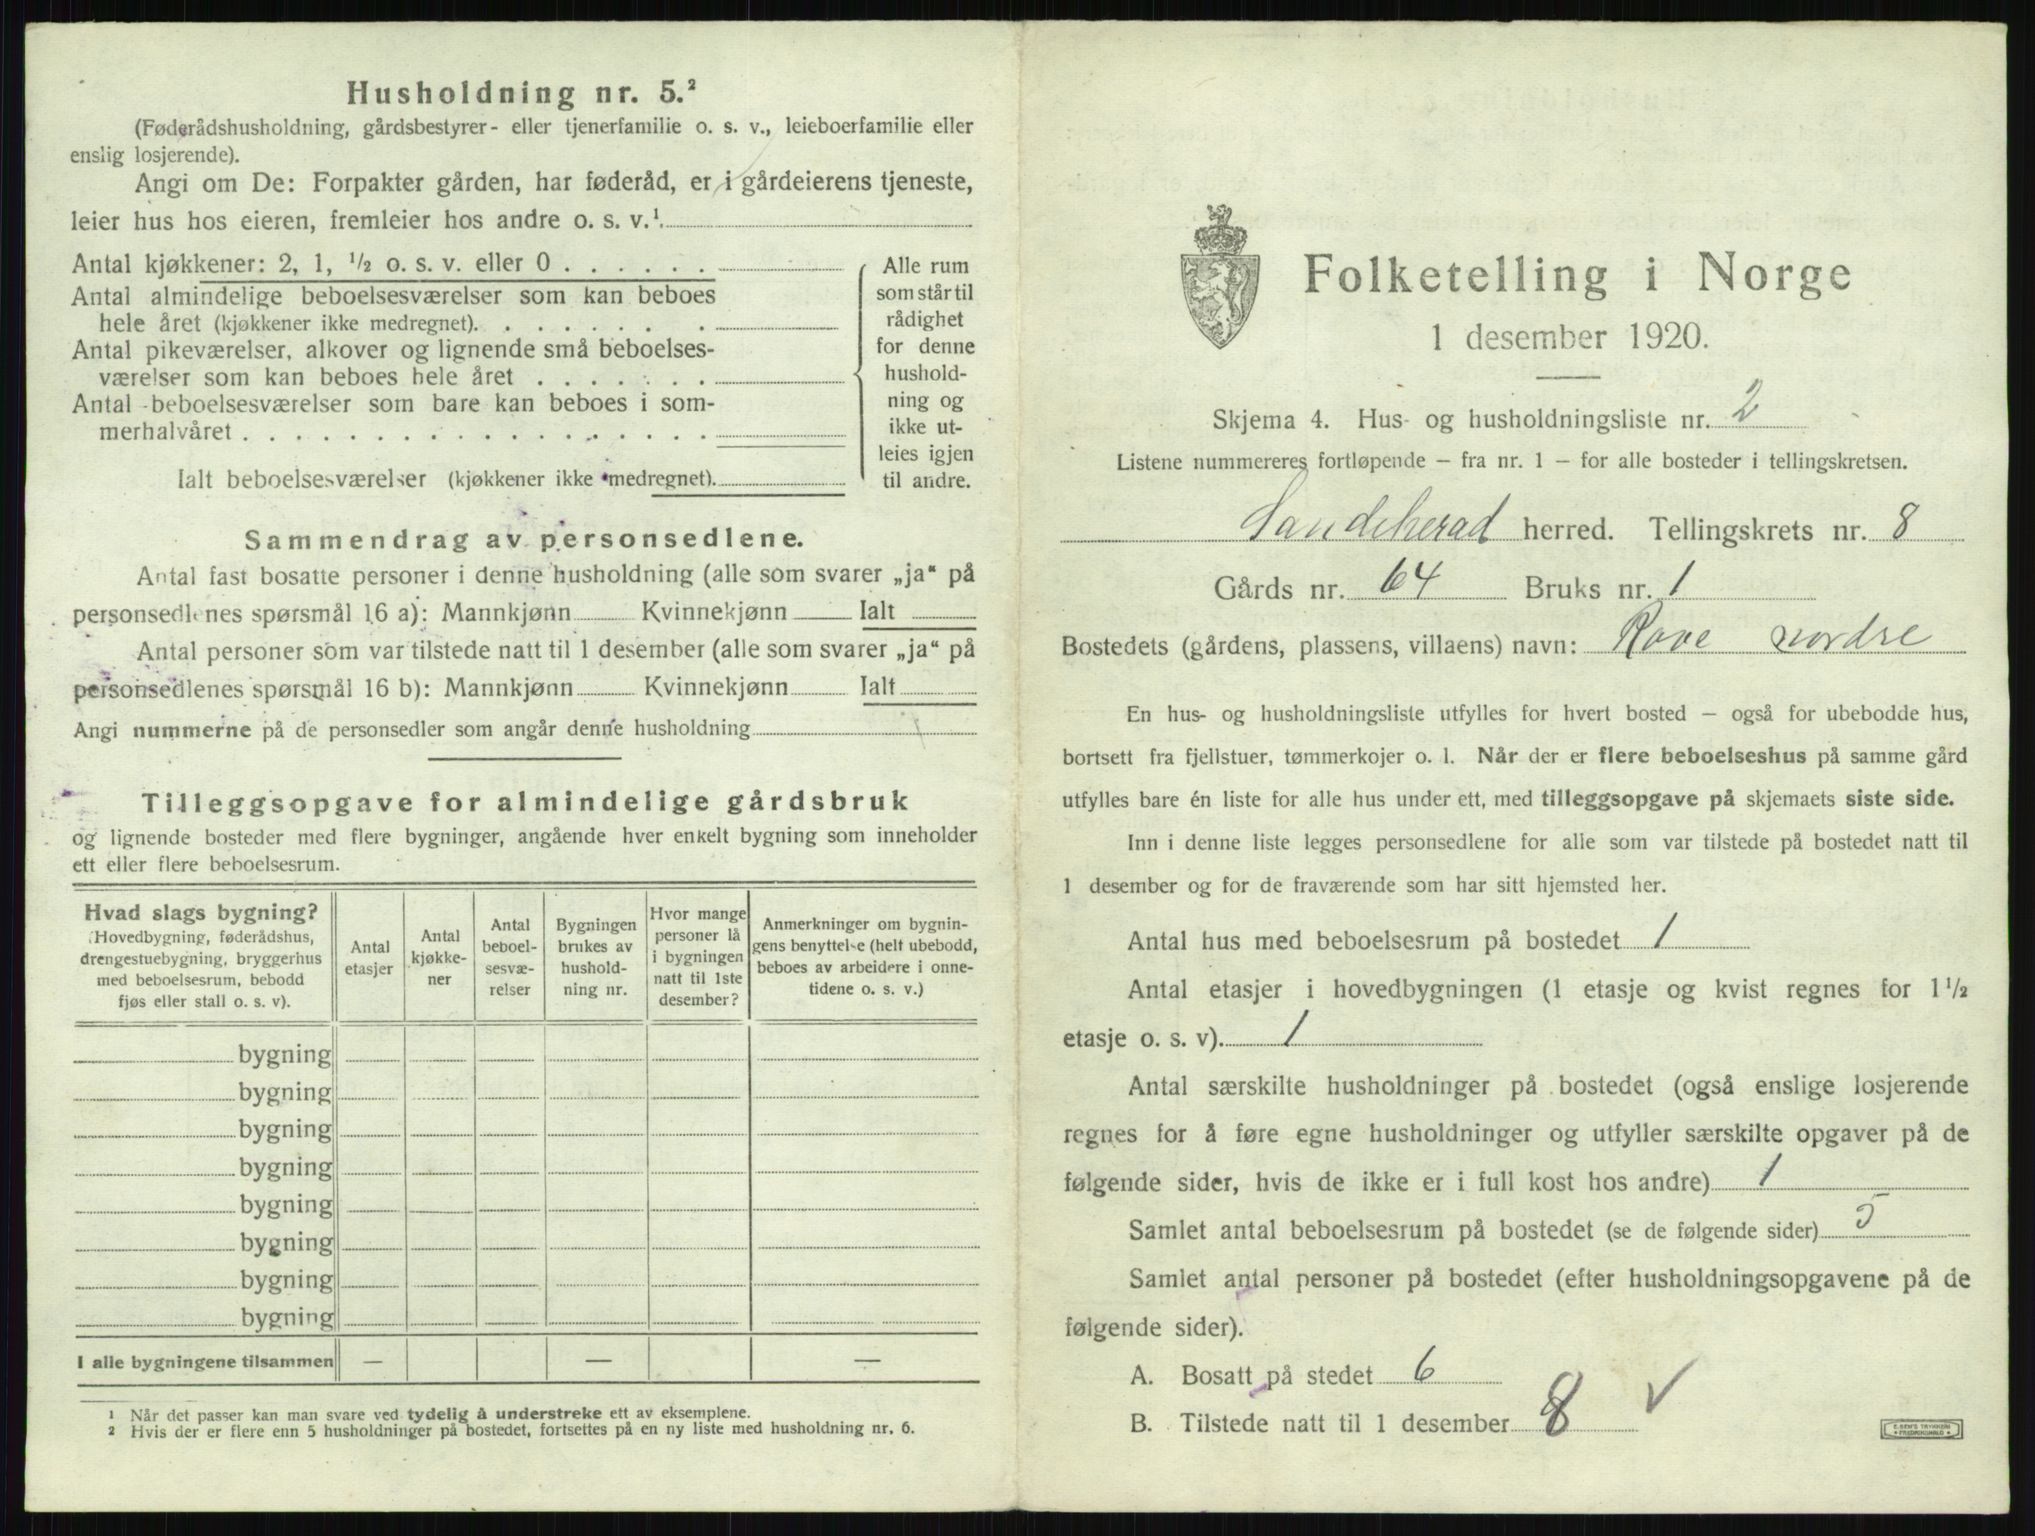 Husholdning nr. 5.²
(Føderådshusholdning, gårdsbestyrer- eller tjenerfamilie o. s. v., leieboerfamilie eller
enslig losjerende).
Angi om De: Forpakter gården, har føderåd, er i gårdeierens tjeneste,
leier hus hos eieren, fremleier hos andre o. s. v.¹.
Antal kjøkkener: 2, 1, ½ o. s. v. eller 0 . . . . . .
Antal almindelige beboelsesværelser som kan beboes
hele året (kjøkkener ikke medregnet). . . . . . . .
Antal pikeværelser, alkover og lignende små beboelses-
værelser som kan beboes hele året . . . . . . .
Antal beboelsesværelser som bare kan beboes i som-
merhalvåret . . . . . . . . . . . . . . . . . .
Ialt beboelsesværelser (kjøkkener ikke medregnet).
Alle rum
som står til
rådighet
for denne
hushold-
ning og
ikke ut-
leies igjen
til andre.
Sammendrag av personsedlene.
Antal fast bosatte personer i denne husholdning (alle som svarer „ja“ på
personsedlenes spørsmål 16 a): Mannkjønn Kvinnekjønn Ialt
Antal personer som var tilstede natt til 1 desember (alle som svarer „ja“ på
personsedlenes spørsmål 16 b): Mannkjønn Kvinnekjønn Ialt
Angi nummerne på de personsedler som angår denne husholdning
Tilleggsopgave for almindelige gårdsbruk
og lignende bosteder med flere bygninger, angående hver enkelt bygning som inneholder
ett eller flere beboelsesrum.
Hvad slags bygning?
(Hovedbygning, føderådshus,
drengestuebygning, bryggerhus
med beboelsesrum, bebodd
fjøs eller stall o. s. v).
Antal
etasjer
Antal
kjøkke-
ner
Antal
beboel-
sesvæ-
relser
Bygningen
brukes av
hushold-
ning nr.
Hvor mange
personer lå
i bygningen
natt til 1ste
desember?
Anmerkninger om bygnin-
gens benyttelse (helt ubebodd,
beboes av arbeidere i onne-
tidene o. s. v.)
bygning
bygning
bygning
bygning
bygning
bygning
bygning
bygning
I alle bygningene tilsammen — — —
1 Når det passer kan man svare ved tydelig å understreke ett av eksemplene.
2 Hvis der er flere enn 5 husholdninger på bostedet, fortsettes på en ny liste med husholdning nr. 6.
Folketelling i Norge
1 desember 1920.
Skjema 4. Hus- og husholdningsliste nr. 2
Listene nummereres fortløpende – fra nr. 1 – for alle bosteder i tellingskretsen.
Sandeherad herred. Tellingskrets nr. 8
Gårds nr. 64 Bruks nr. 1
Bostedets (gårdens, plassens, villaens) navn: Rove nordre
En hus- og husholdningsliste utfylles for hvert bosted – også for ubebodde hus,
bortsett fra fjellstuer, tømmerkojer o. l. Når der er flere beboelseshus på samme gård
utfylles bare én liste for alle hus under ett, med tilleggsopgave på skjemaets siste side.
Inn i denne liste legges personsedlene for alle som var tilstede på bostedet natt til
1 desember og for de fraværende som har sitt hjemsted her.
Antal hus med beboelsesrum på bostedet 1
Antal etasjer i hovedbygningen (1 etasje og kvist regnes for 1½
etasje o. s. v). 1
Antal særskilte husholdninger på bostedet (også enslige losjerende
regnes for å føre egne husholdninger og utfyller særskilte opgaver på de
følgende sider, hvis de ikke er i full kost hos andre) 1
Samlet antal beboelsesrum på bostedet (se de følgende sider) 5
Samlet antal personer på bostedet (efter husholdningsopgavene på de
følgende sider).
A. Bosatt på stedet 6
B. Tilstede natt til 1 desember 8 ✓